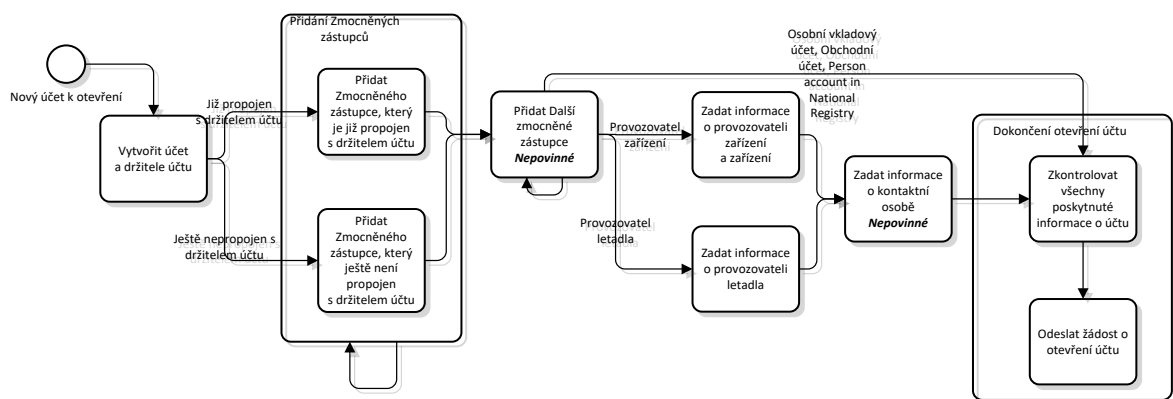 Nový účet k otevření
Vytvořit účet
a držitele účtu
Již propojen
s držitelem účtu
Ještě nepropojen s
držitelem účtu
Přidání Zmocněných
zástupců
Přidat
Zmocněného
zástupce, který
je již propojen
s držitelem účtu
Přidat
Zmocněného
zástupce, který
ještě není
propojen
s držitelem účtu
Přidat Další
zmocněné
zástupce
Nepovinné
Provozovatel
zařízení
Provozovatel
letadla
Zadat informace
o provozovateli
zařízení
a zařízení
Zadat informace
o provozovateli
letadla
Osobní vkladový
účet, Obchodní
účet, Person
account in
National
Registry
Zadat informace
o kontaktní
osobě
Nepovinné
Dokončení otevření účtu
Zkontrolovat
všechny
poskytnuté
informace o účtu
Odeslat žádost o
otevření účtu